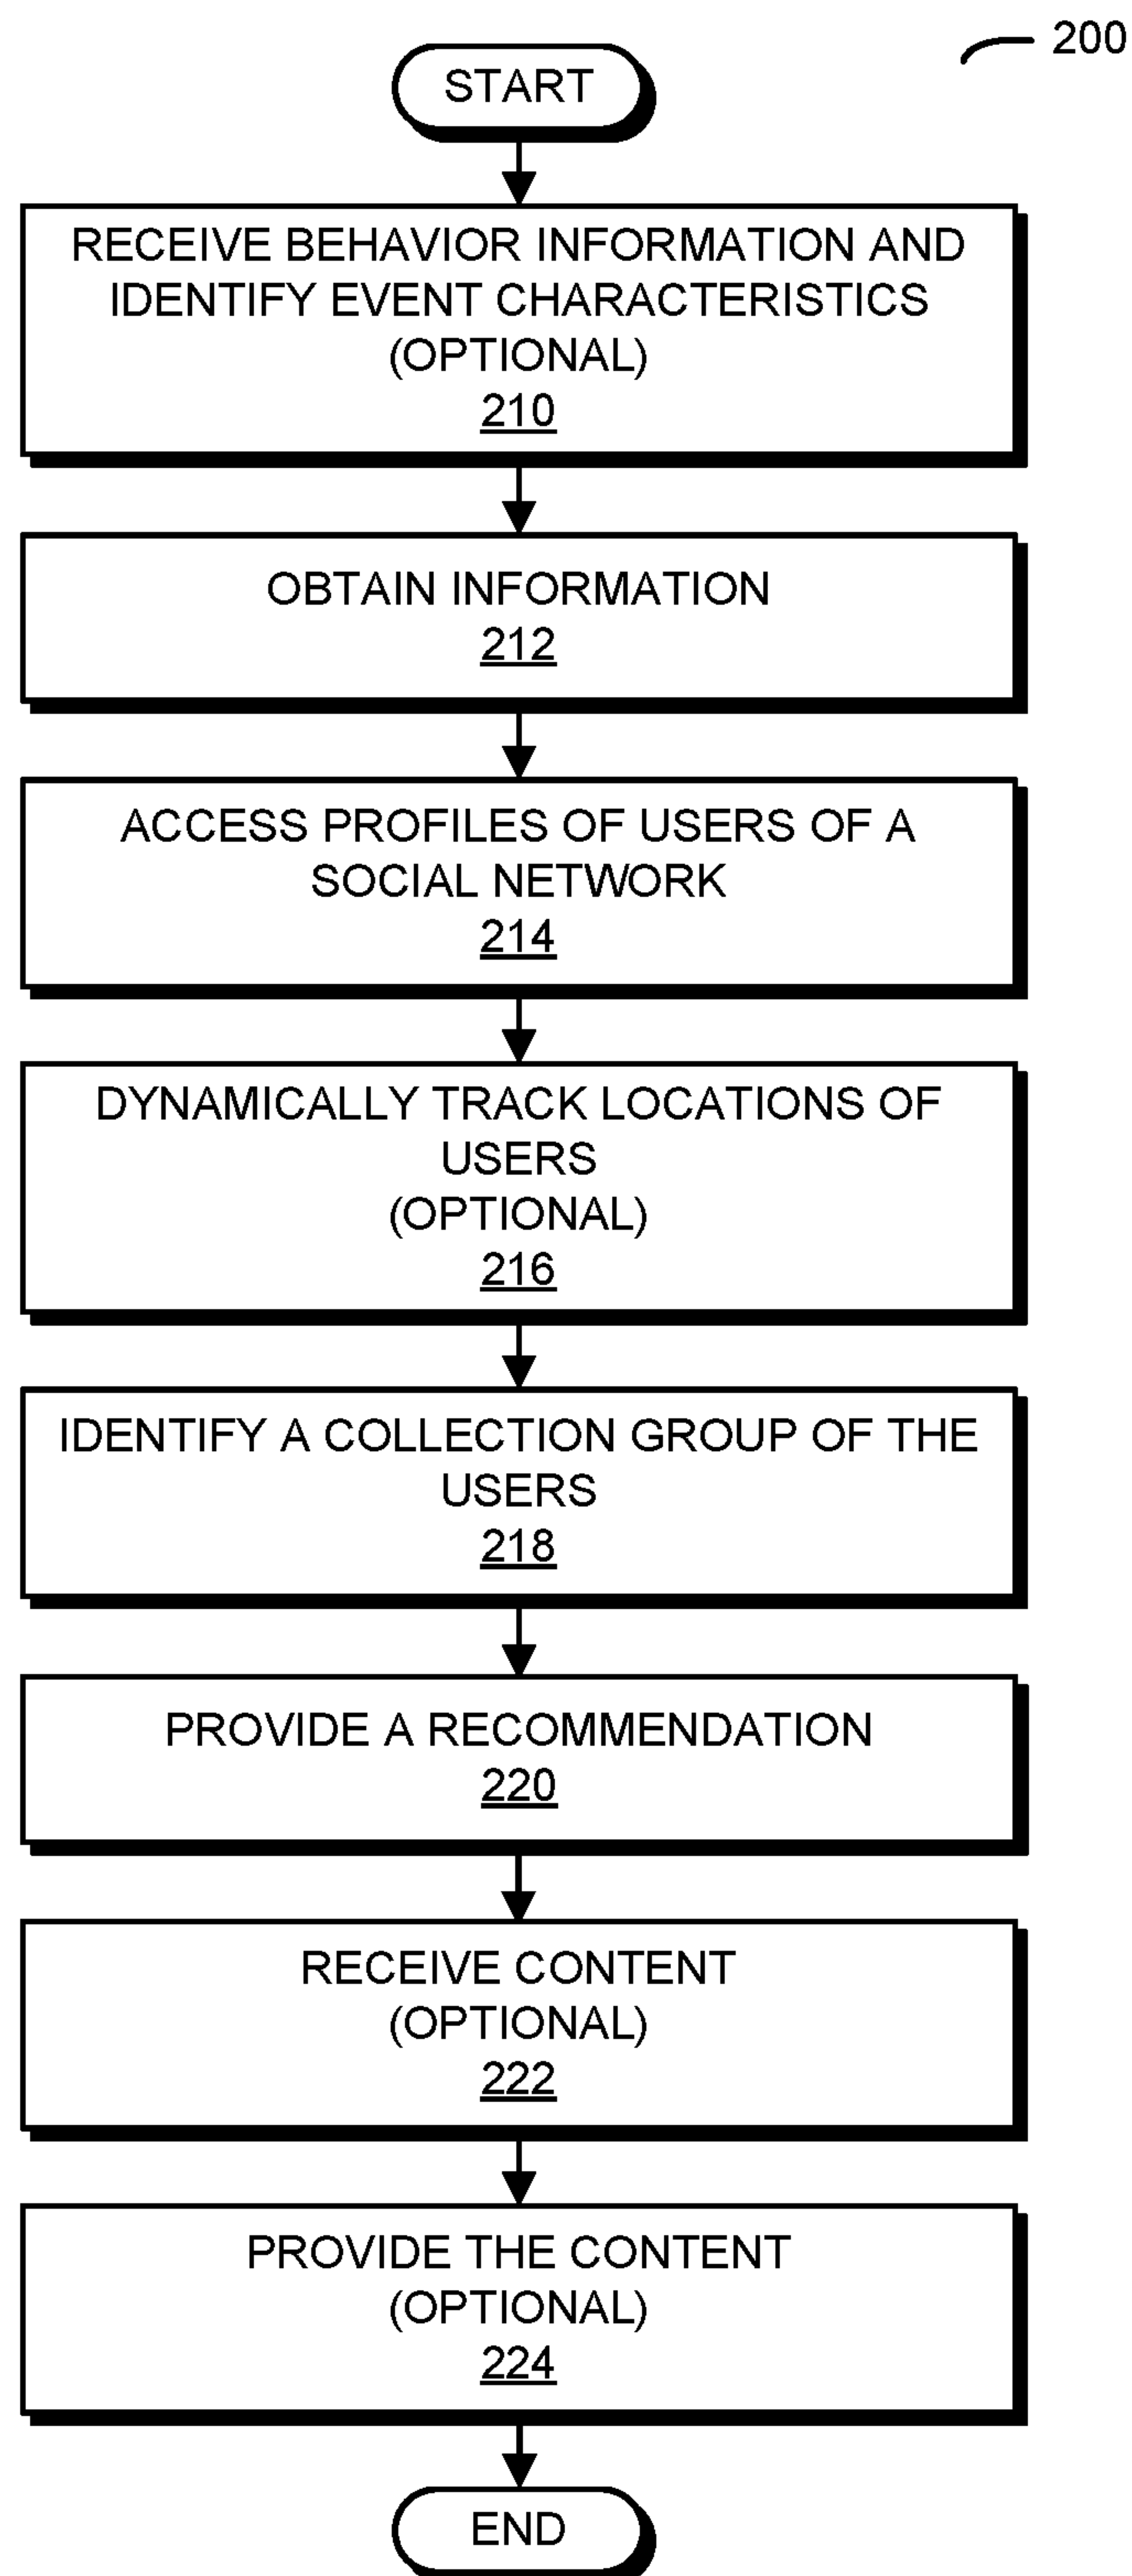 200
START
RECEIVE BEHAVIOR INFORMATION AND
IDENTIFY EVENT CHARACTERISTICS
(OPTIONAL)
210
OBTAIN INFORMATION
212
ACCESS PROFILES OF USERS OF A
SOCIAL NETWORK
214
DYNAMICALLY TRACK LOCATIONS OF
USERS
(OPTIONAL)
216
IDENTIFY A COLLECTION GROUP OF THE
USERS
218
PROVIDE A RECOMMENDATION
220
RECEIVE CONTENT
(OPTIONAL)
222
PROVIDE THE CONTENT
(OPTIONAL)
224
END